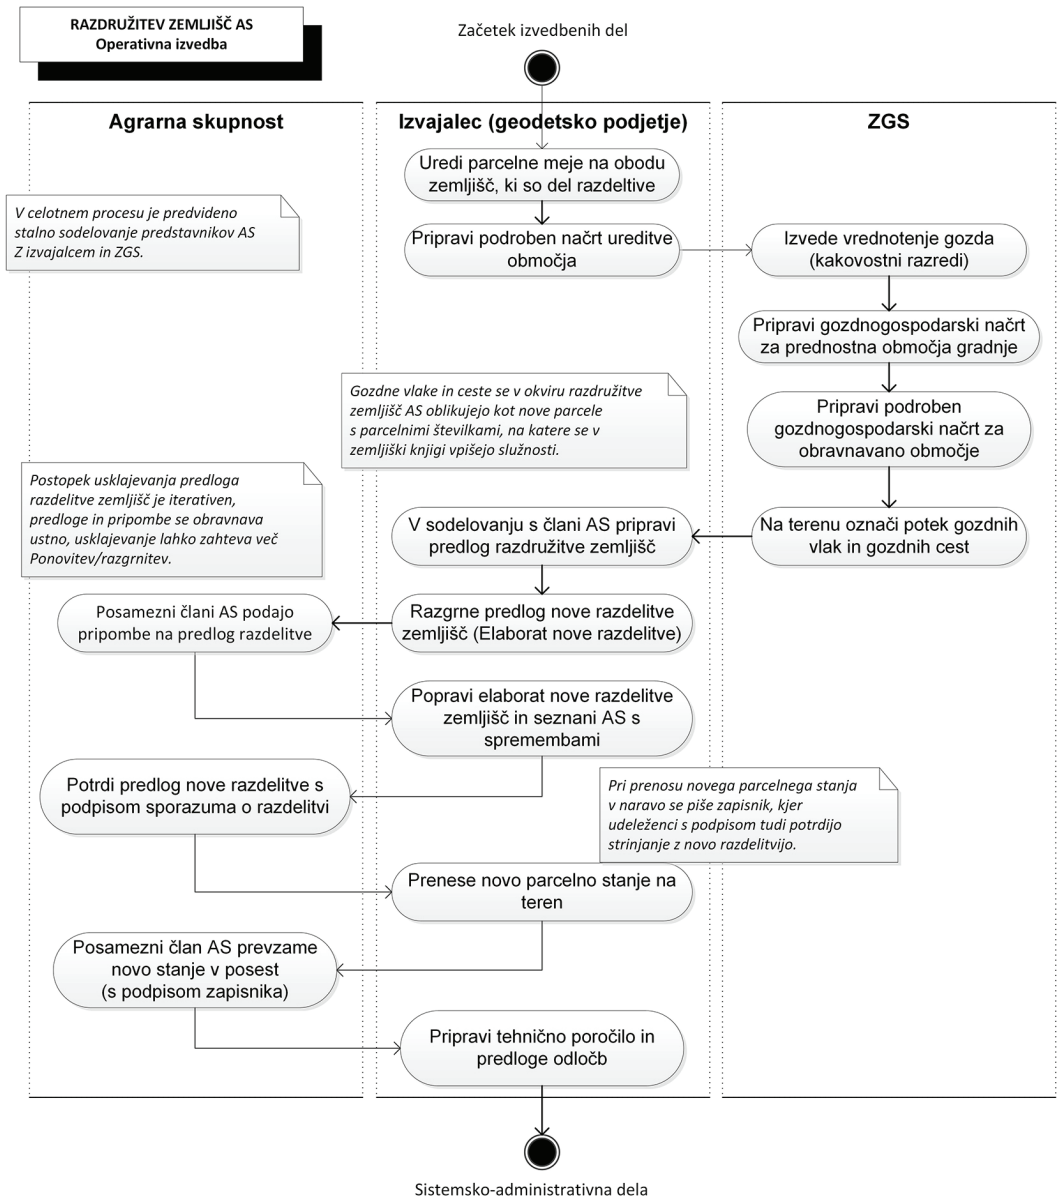 RAZDRUŽITEV ZEMLJIŠČ AS
Operativna izvedba
Začetek izvedbenih del
Agrarna skupnost
Izvajalec (geodetsko podjetje)
ZGS
Uredi parcelne meje na obodu
zemljišč, ki so del razdeltive
V celotnem procesu je predvideno
stalno sodelovanje predstavnikov AS
Z izvajalcem in ZGS.
Pripravi podroben načrt ureditve
območja
Izvede vrednotenje gozda
(kakovostni razredi)
Pripravi gozdnogospodarski načrt
za prednostna območja gradnje
Gozdne vlake in ceste se v okviru razdružitve
zemljišč AS oblikujejo kot nove parcele
s parcelnimi številkami, na katere se v
zemljiški knjigi vpišejo služnosti.
Pripravi podroben
gozdnogospodarski načrt za
obravnavano območje
Postopek usklajevanja predloga
razdelitve zemljišč je iterativen,
predloge in pripombe se obravnava
ustno, usklajevanje lahko zahteva več
Ponovitev/razgrnitev.
V sodelovanju s člani AS pripravi
predlog razdružitve zemljišč
Na terenu označi potek gozdnih
vlak in gozdnih cest
Posamezni člani AS podajo
pripombe na predlog razdelitve
Razgrne predlog nove razdelitve
zemljišč (Elaborat nove razdelitve)
Popravi elaborat nove razdelitve
zemljišč in seznani AS s
spremembami
Potrdi predlog nove razdelitve s
podpisom sporazuma o razdelitvi
Pri prenosu novega parcelnega stanja
v naravo se piše zapisnik, kjer
udeleženci s podpisom tudi potrdijo
strinjanje z novo razdelitvijo.
Prenese novo parcelno stanje na
teren
Posamezni član AS prevzame
novo stanje v posest
(s podpisom zapisnika)
Pripravi tehnično poročilo in
predloge odločb
Sistemsko-administrativna dela